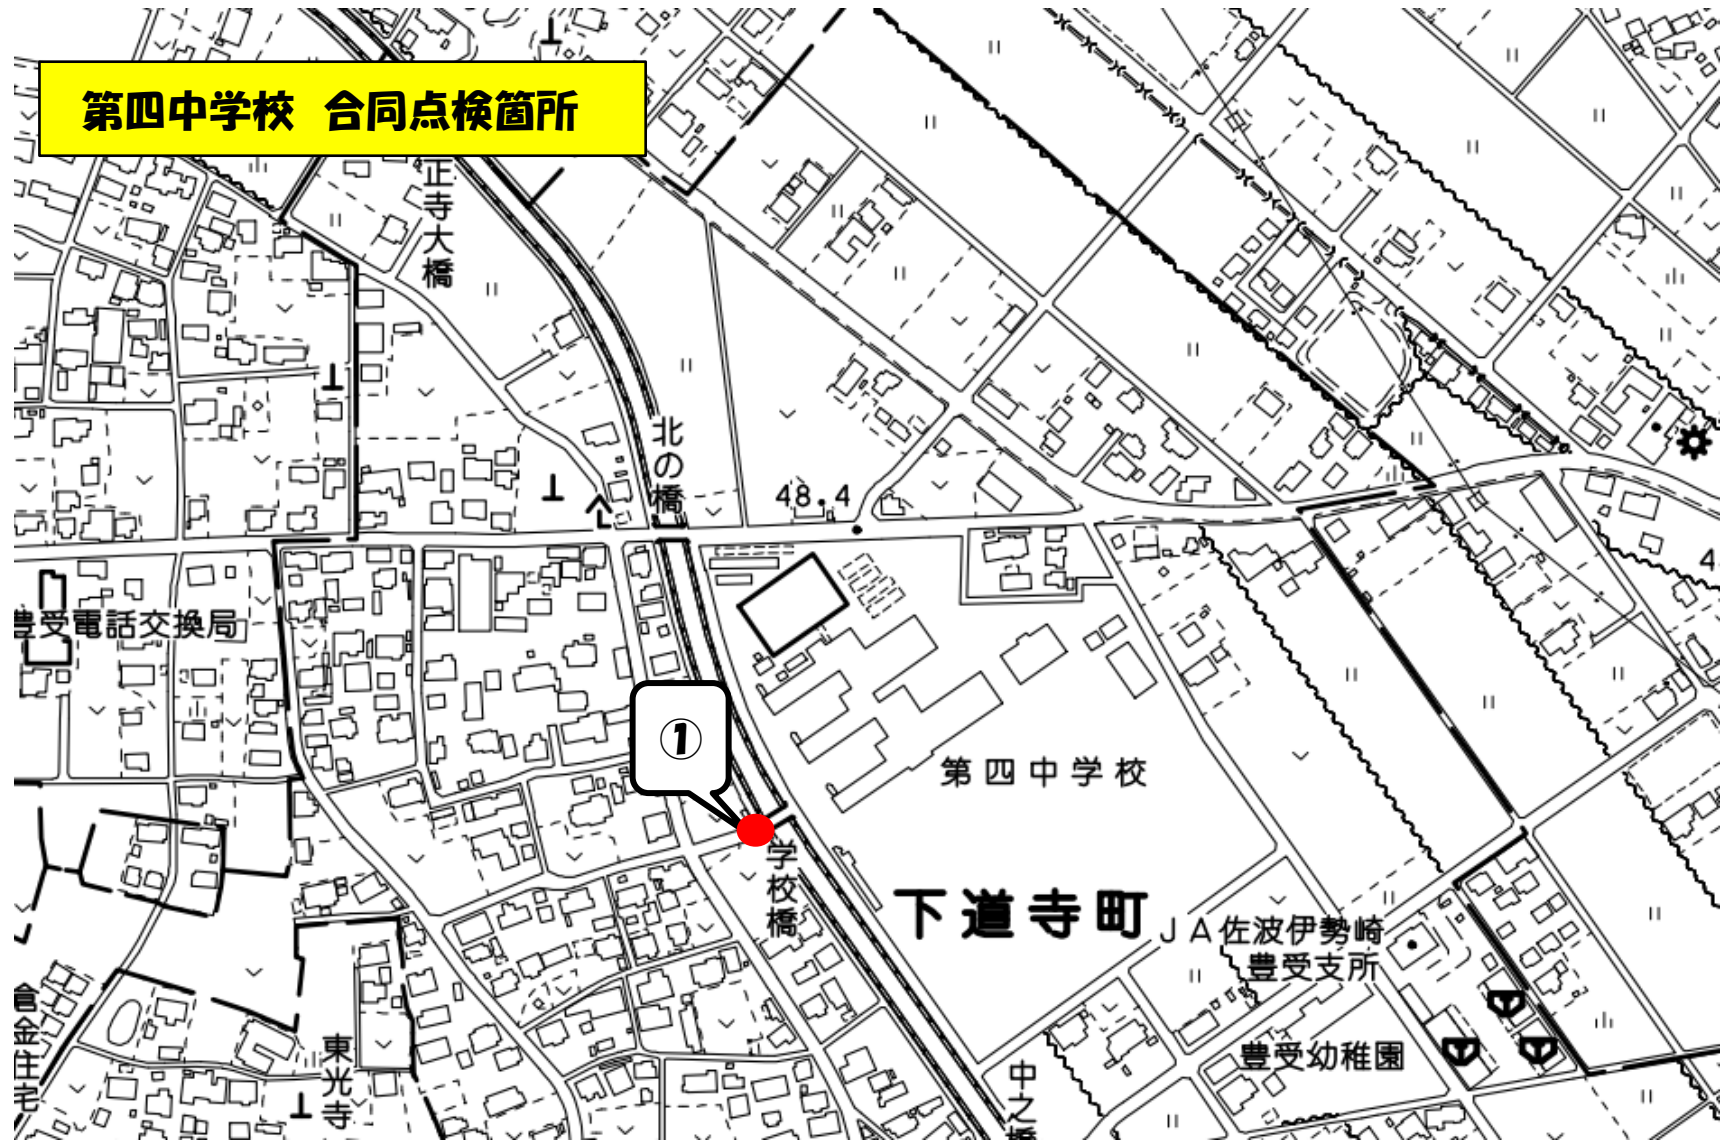 第四中学校 合同点検箇所
正寺大橋
北の橋
48.4
豊受電話交換局
①
第四中学校
学校橋
下道寺町
JA佐波伊勢崎
豊受支所
豊受幼稚園
倉金住宅
東光寺
中之橋
4